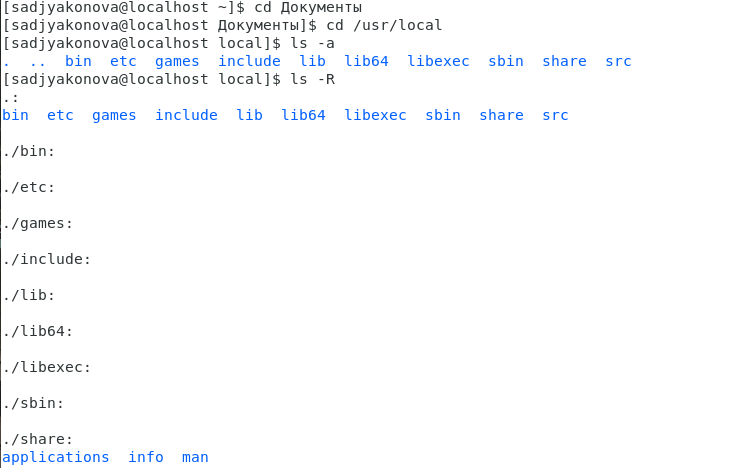 [sadjyakonova@localhost ~]$ cd Документы
[sadjyakonova@localhost Документы]$ cd /usr/local
[sadjyakonova@localhost local]$ ls -a
.  ..  bin  etc  games  include  lib  lib64  libexec  sbin  share  src
[sadjyakonova@localhost local]$ ls -R
.:
bin  etc  games  include  lib  lib64  libexec  sbin  share  src
./bin:
./etc:
./games:
./include:
./lib:
./lib64:
./libexec:
./sbin:
./share:
applications  info  man